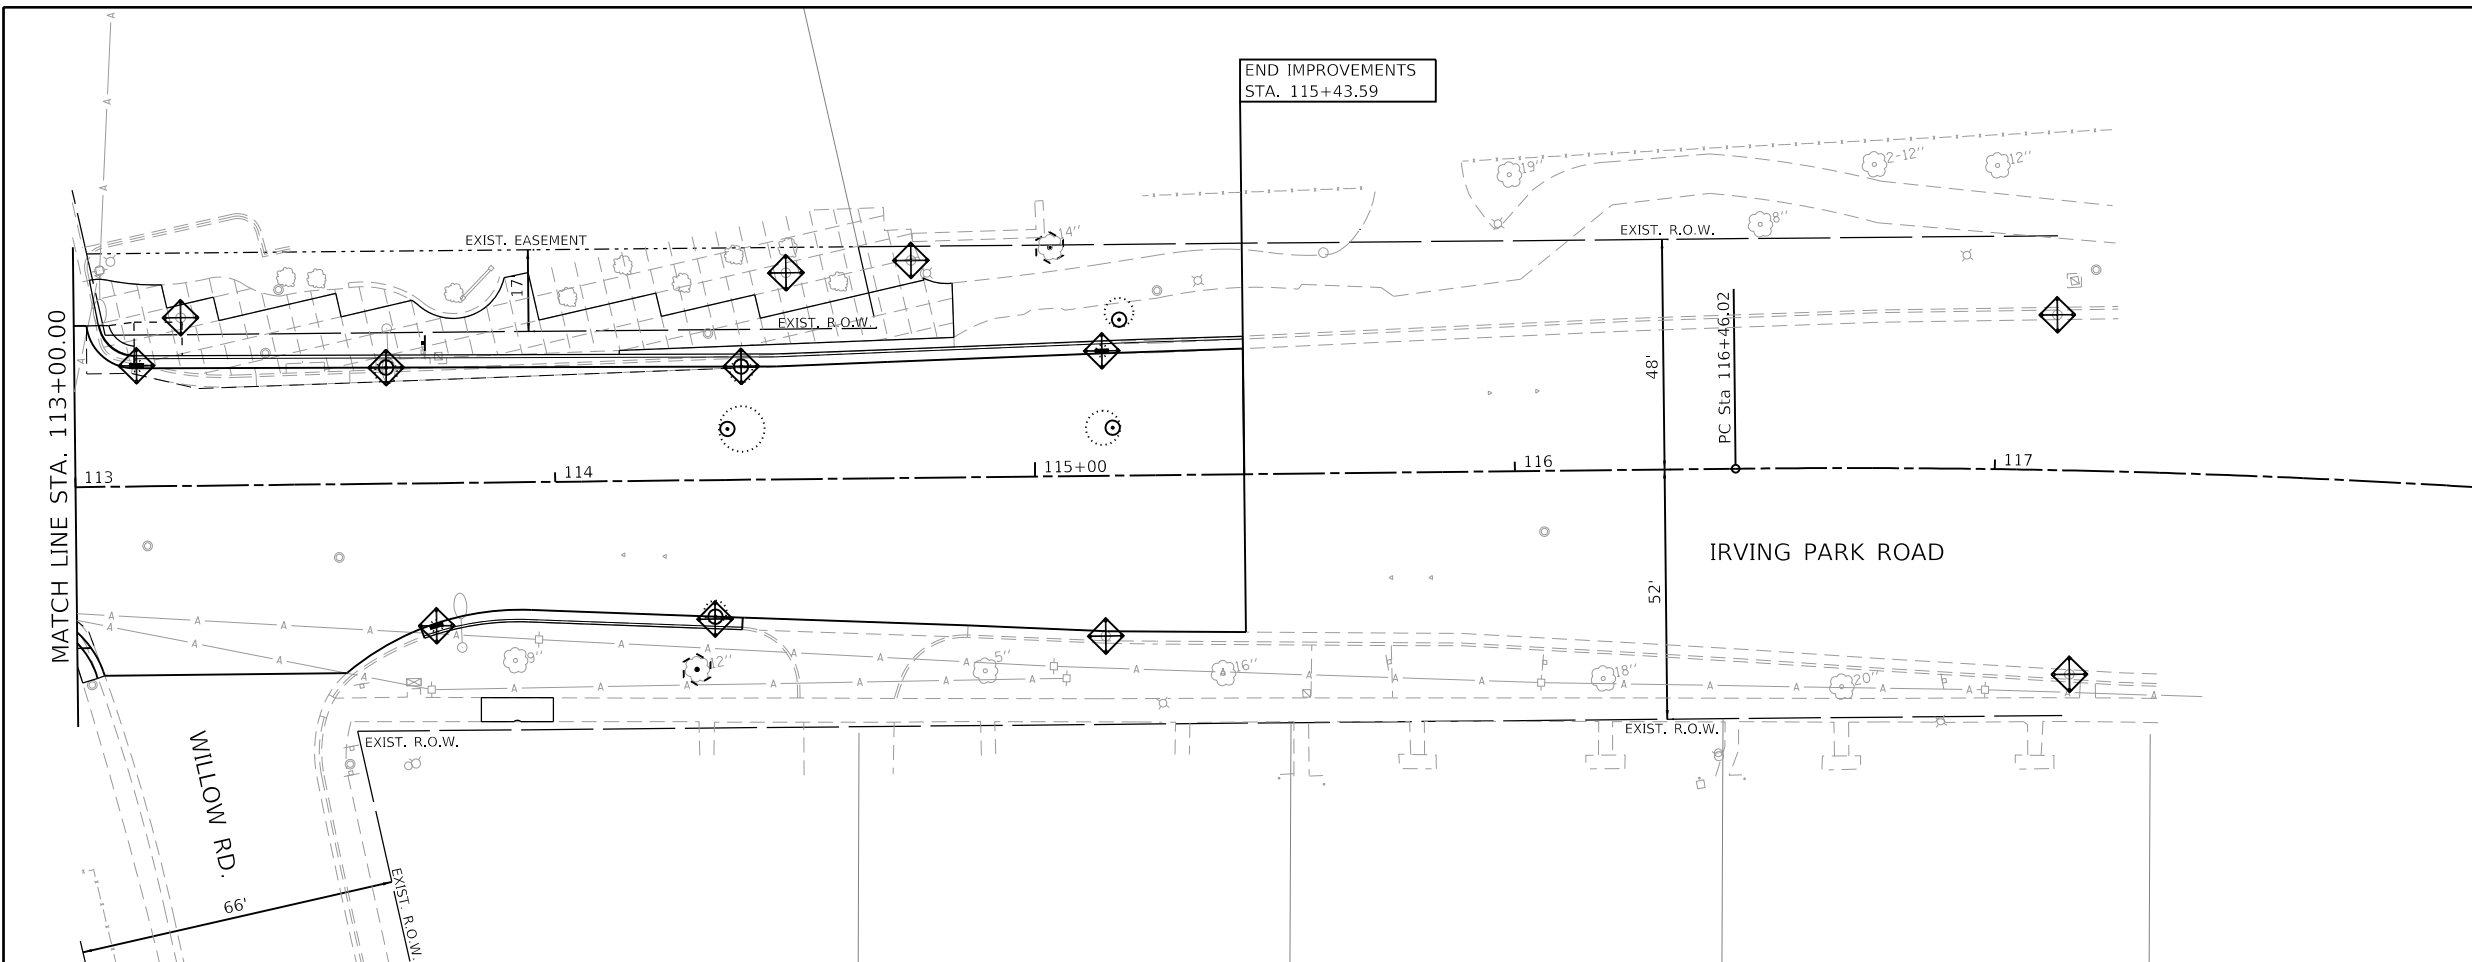 END IMPROVEMENTS
STA. 115+43.59
19''
2-12''
12''
8''
4''
EXIST. EASEMENT
EXIST. R.O.W.
17'
EXIST. R.O.W.
MATCH LINE STA. 113+00.00
48'
PC Sta 116+46.02
113
114
115+00
116
117
IRVING PARK ROAD
52'
9''
12''
5''
16''
18''
20''
EXIST. R.O.W.
EXIST. R.O.W.
WILLOW RD.
66'
EXIST. R.O.W.